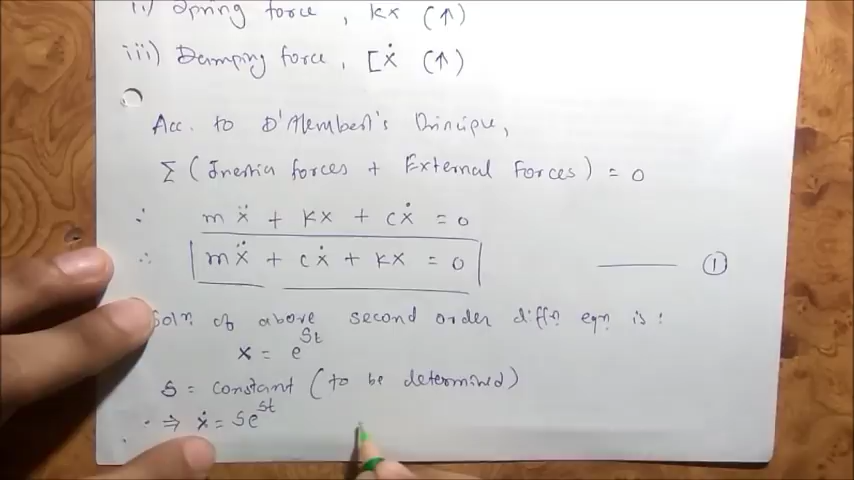 ii) Spring force, kx (↑)
iii) Damping force, [ẋ (↑)
Acc. to D'Alembert's Principle,
Σ (Inertia forces + External Forces) = 0
∴ mẍ + kx + cẋ = 0
∴ mẍ + cẋ + kx = 0 ——— ①
Solⁿ of above second order diffⁿ eqⁿ is :
x = e^st
s = constant (to be determined)
⇒ ẋ = se^st